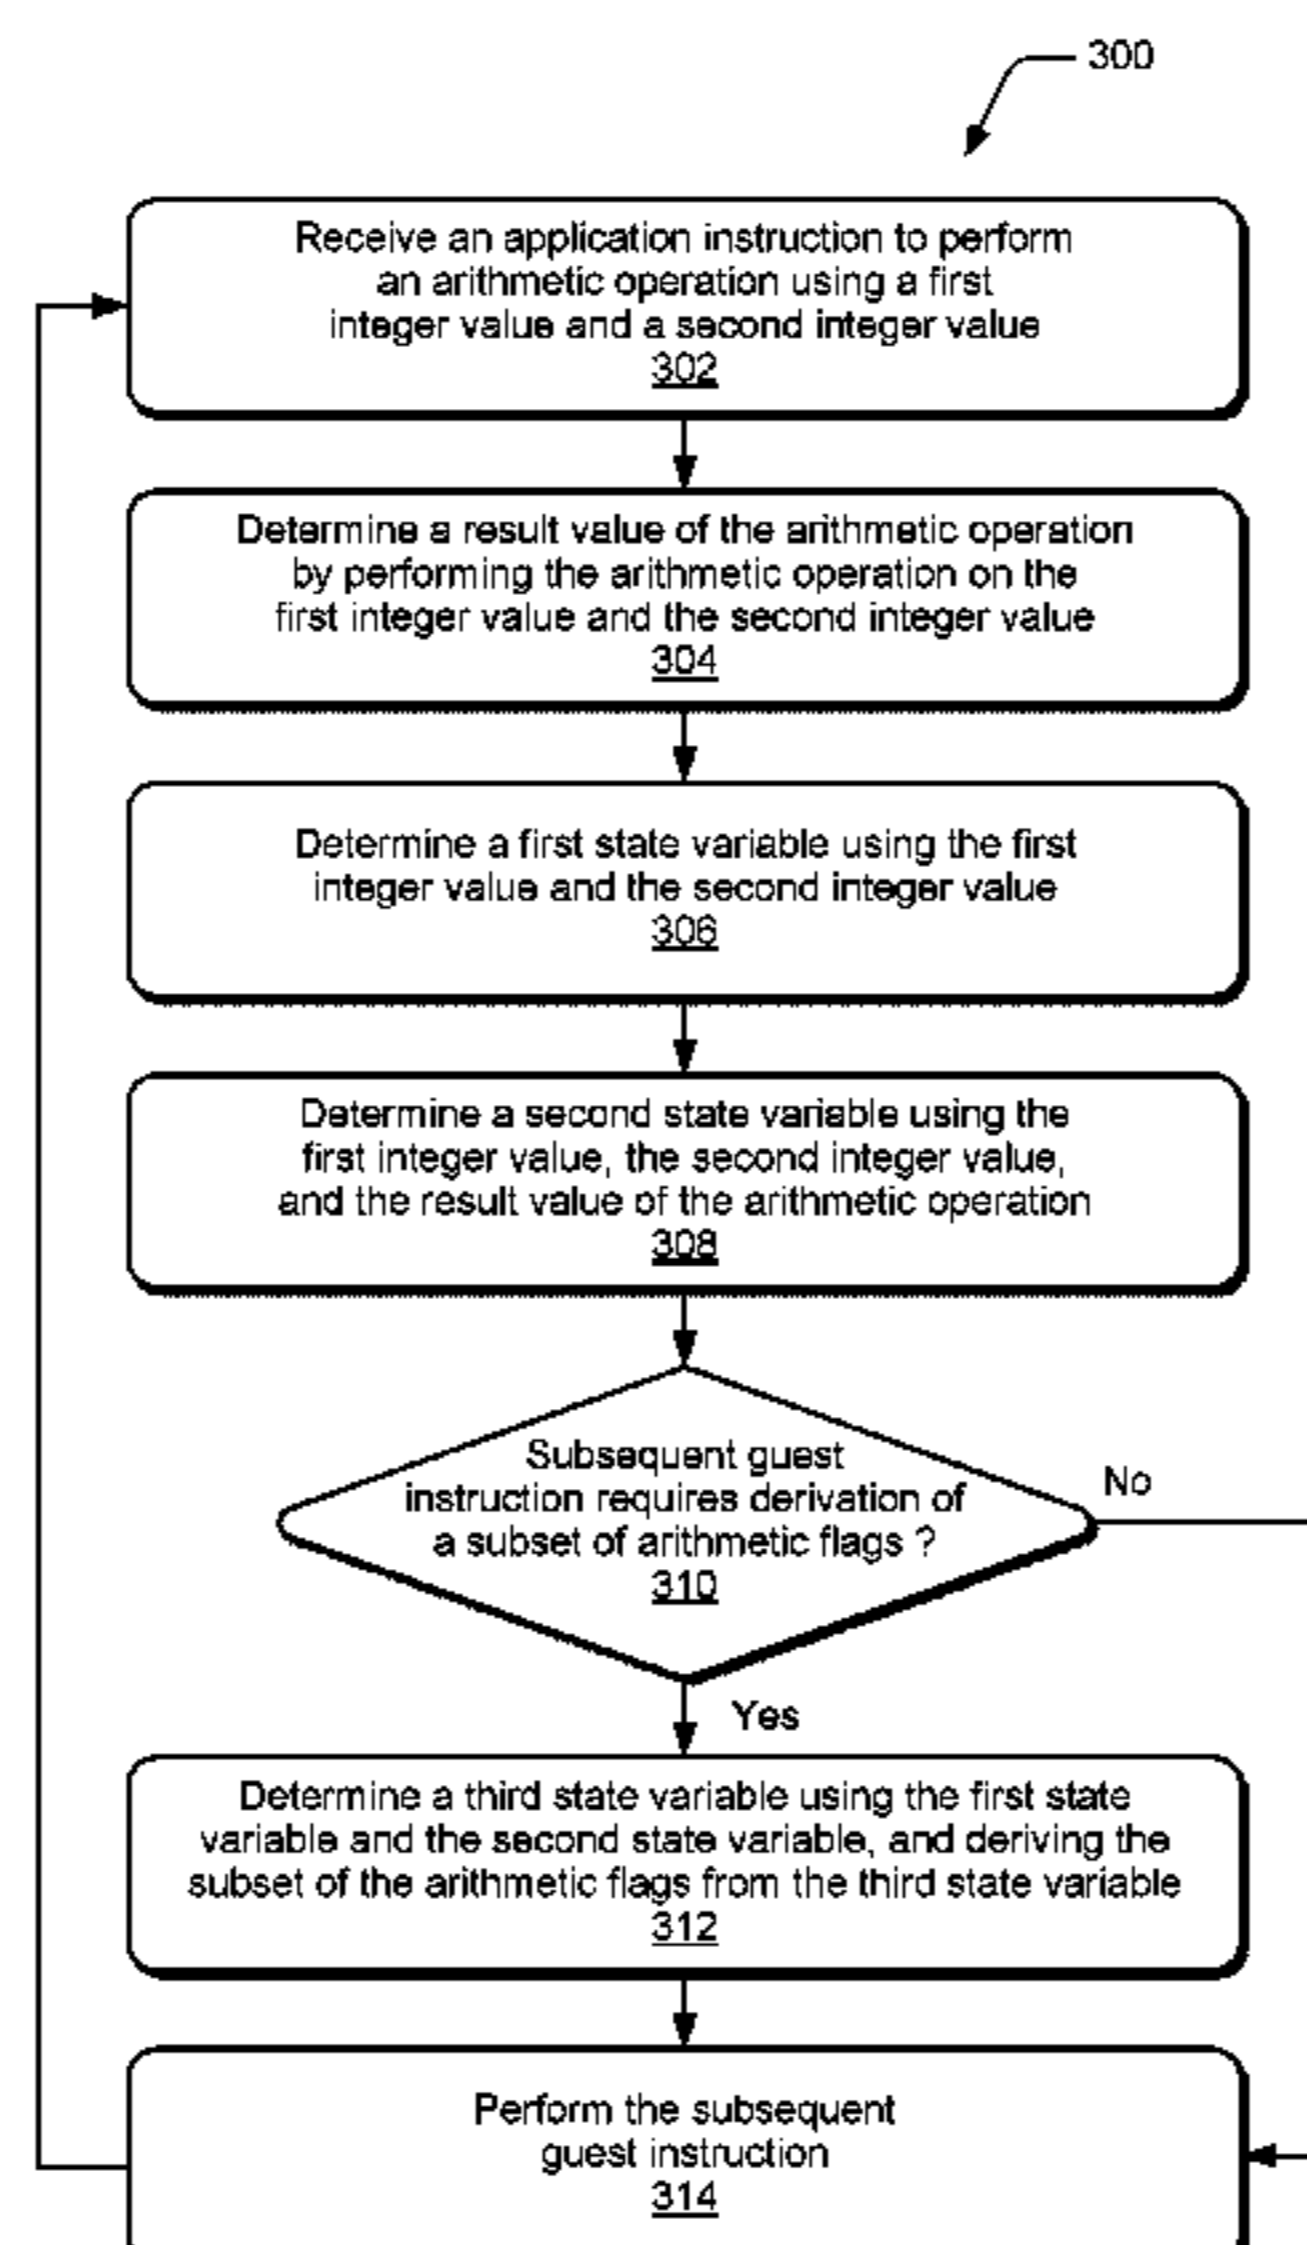 300
Receive an application instruction to perform
an arithmetic operation using a first
integer value and a second integer value
302
Determine a result value of the arithmetic operation
by performing the arithmetic operation on the
first integer value and the second integer value
304
Determine a first state variable using the first
integer value and the second integer value
306
Determine a second state variable using the
first integer value, the second integer value,
and the result value of the arithmetic operation
308
Subsequent guest
instruction requires derivation of
a subset of arithmetic flags ?
310
No
Yes
Determine a third state variable using the first state
variable and the second state variable, and deriving the
subset of the arithmetic flags from the third state variable
312
Perform the subsequent
guest instruction
314